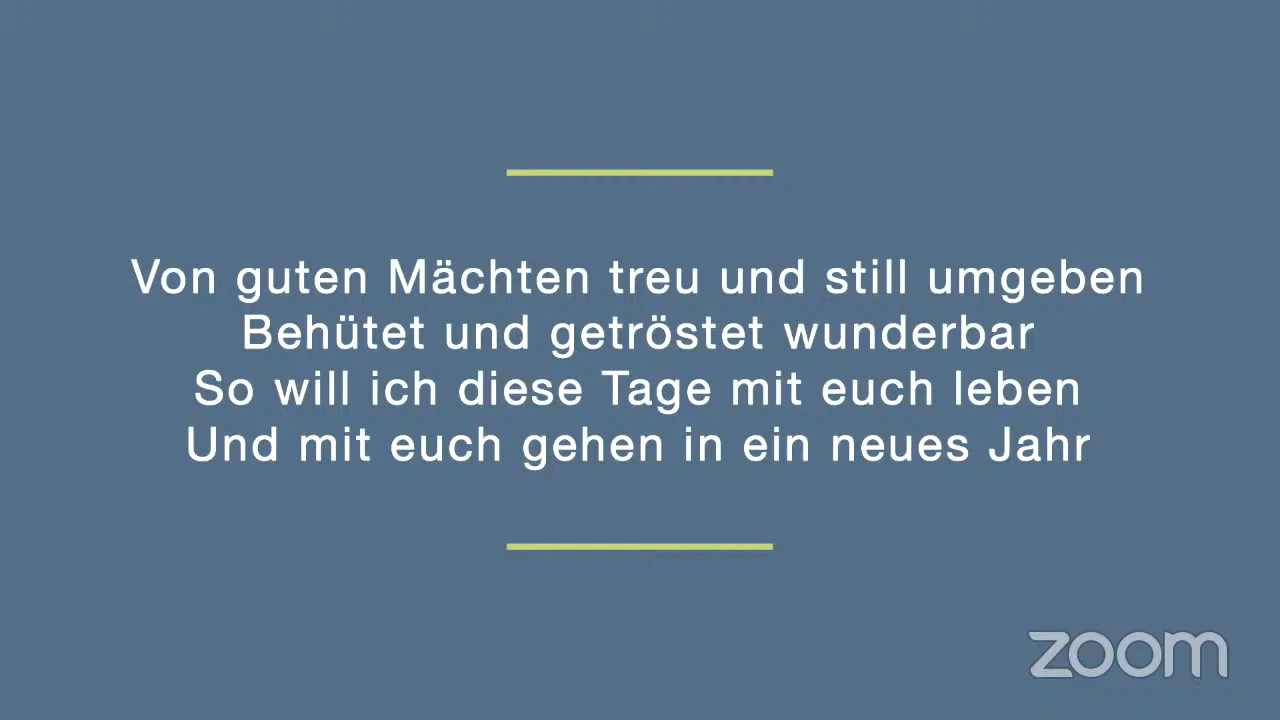 Von guten Mächten treu und still umgeben
Behütet und getröstet wunderbar
So will ich diese Tage mit euch leben
Und mit euch gehen in ein neues Jahr
zoom